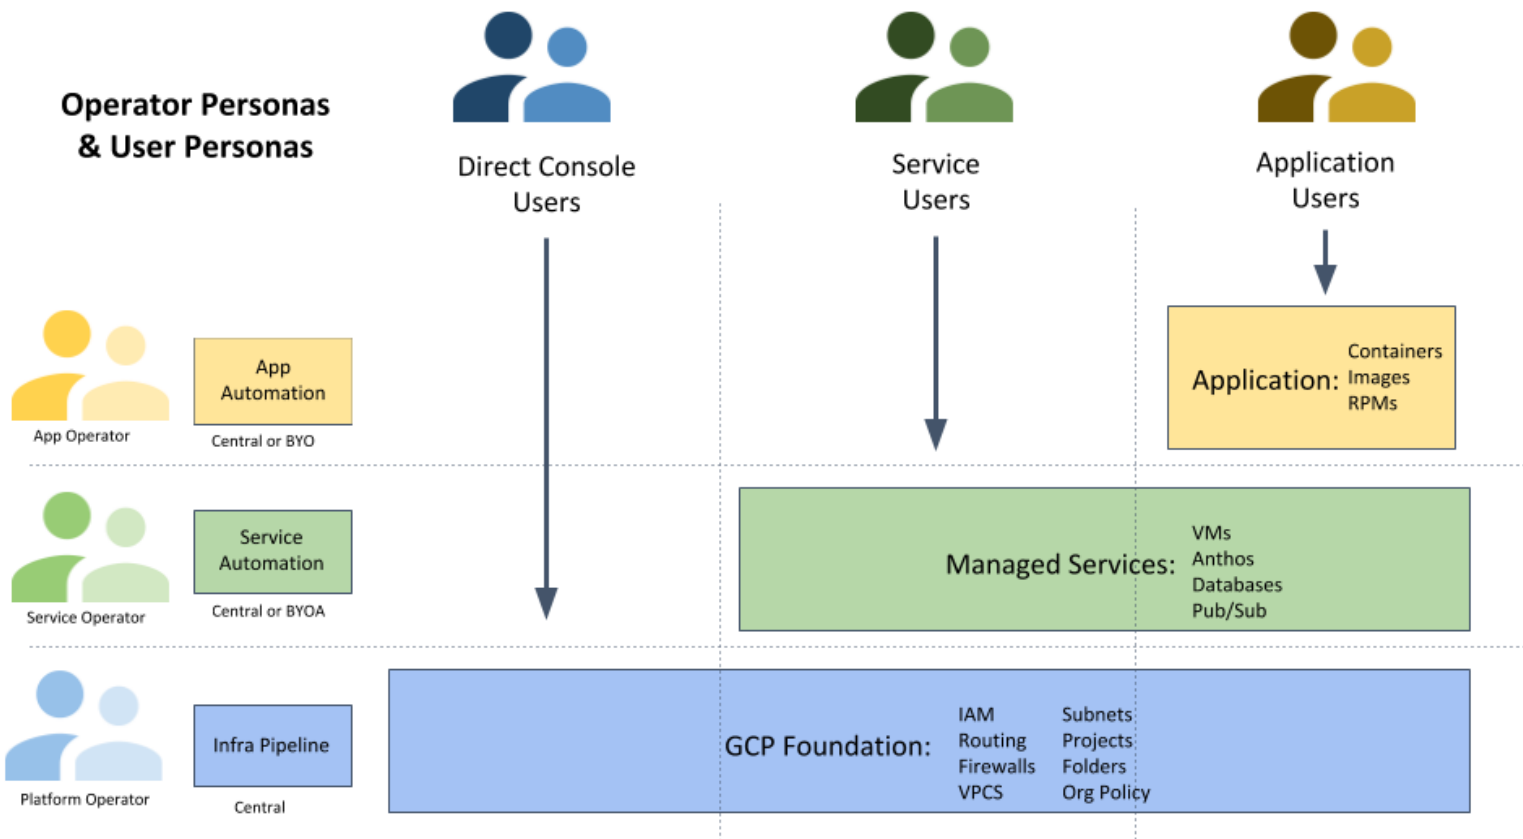 Operator Personas
& User Personas
Direct Console
Users
Service
Users
Application
Users
App Operator
App
Automation
Central or BYO
Application:
Containers
Images
RPMs
Service Operator
Service
Automation
Central or BYOA
Managed Services:
VMs
Anthos
Databases
Pub/Sub
Platform Operator
Infra Pipeline
Central
GCP Foundation:
IAM
Routing
Firewalls
VPCS
Subnets
Projects
Folders
Org Policy